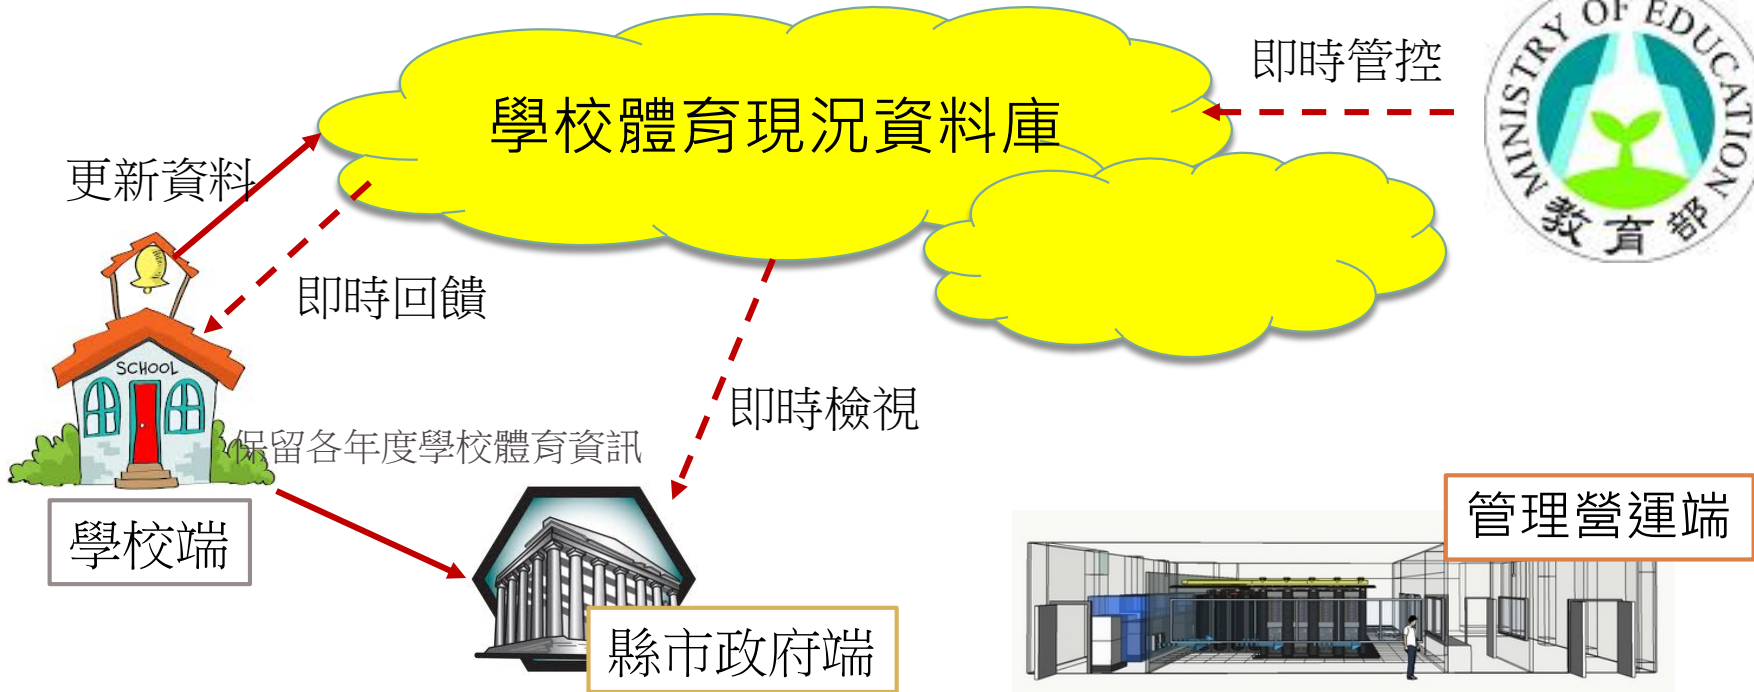 MINISTRY OF EDUCATION
教育部
即時管控
學校體育現況資料庫
更新資料
即時回饋
SCHOOL
即時檢視
保留各年度學校體育資訊
學校端
管理營運端
縣市政府端